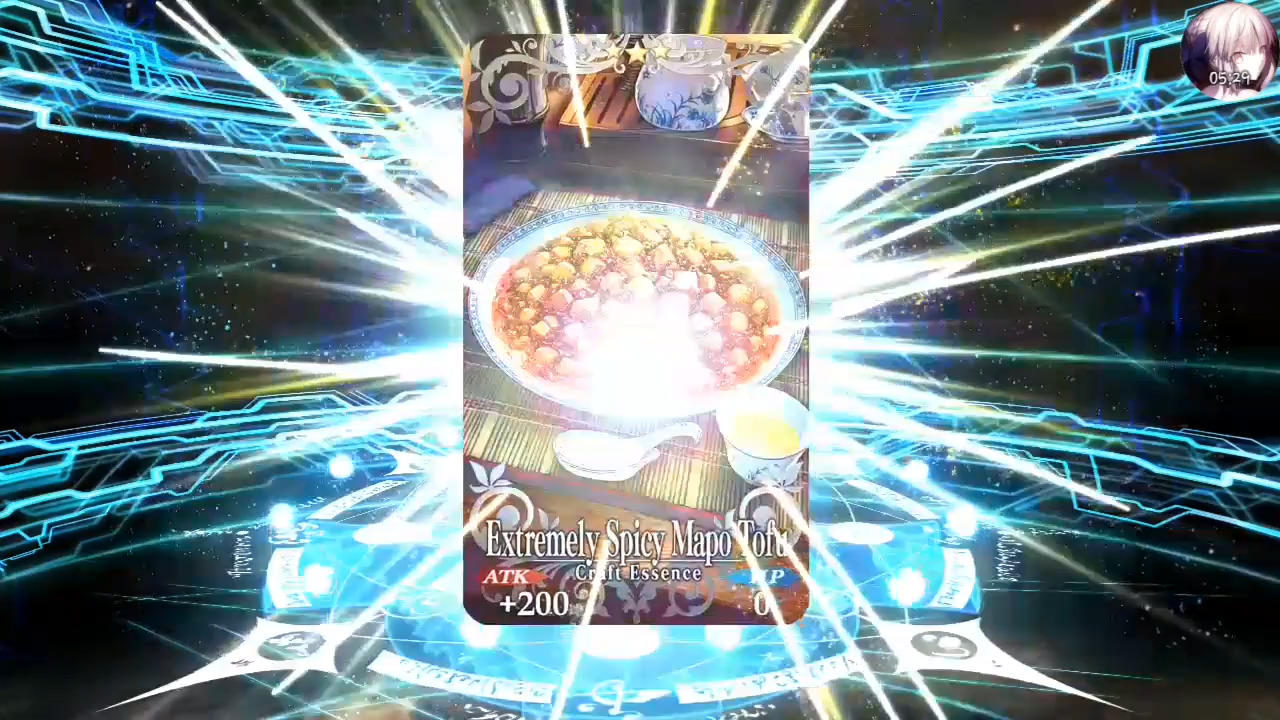 05:29
Extremely Spicy Mapo Tofu
Craft Essence
ATK
HP
+200
0